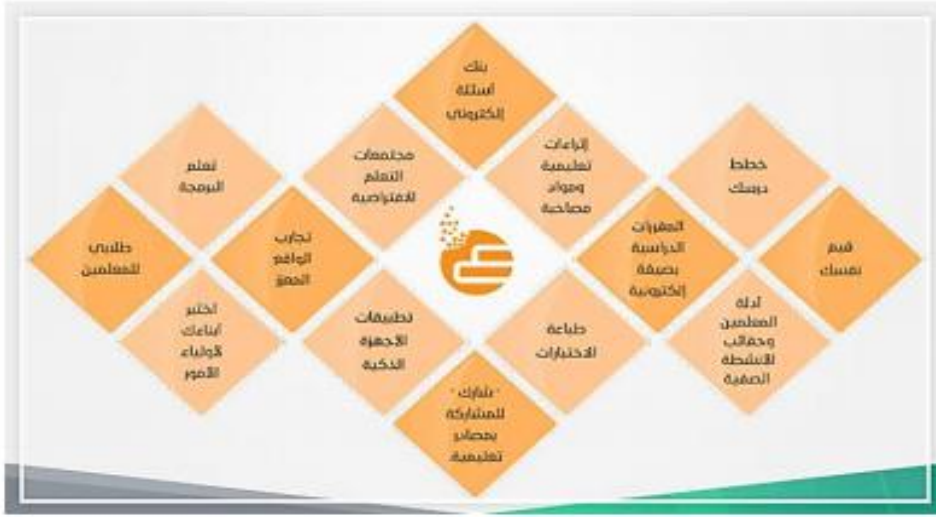 بنك
أسئلة
إلكتروني
خطط
درسك
إثراءات
تعليمية
ومواد
مصاحبة
مجتمعات
التعلم
الافتراضية
تعلم
البرمجة
قيم
نفسك
المقررات
الدراسية
بصيغة
إلكترونية
تجارب
الواقع
المعزز
طلابي
للمعلمين
أدلة
المعلمين
وحقائب
الأنشطة
الصفية
طباعة
الاختبارات
تطبيقات
الأجهزة
الذكية
اختبر
أبناءك
لأولياء
الأمور
"شارك"
للمشاركة
بمصادر
تعليمية